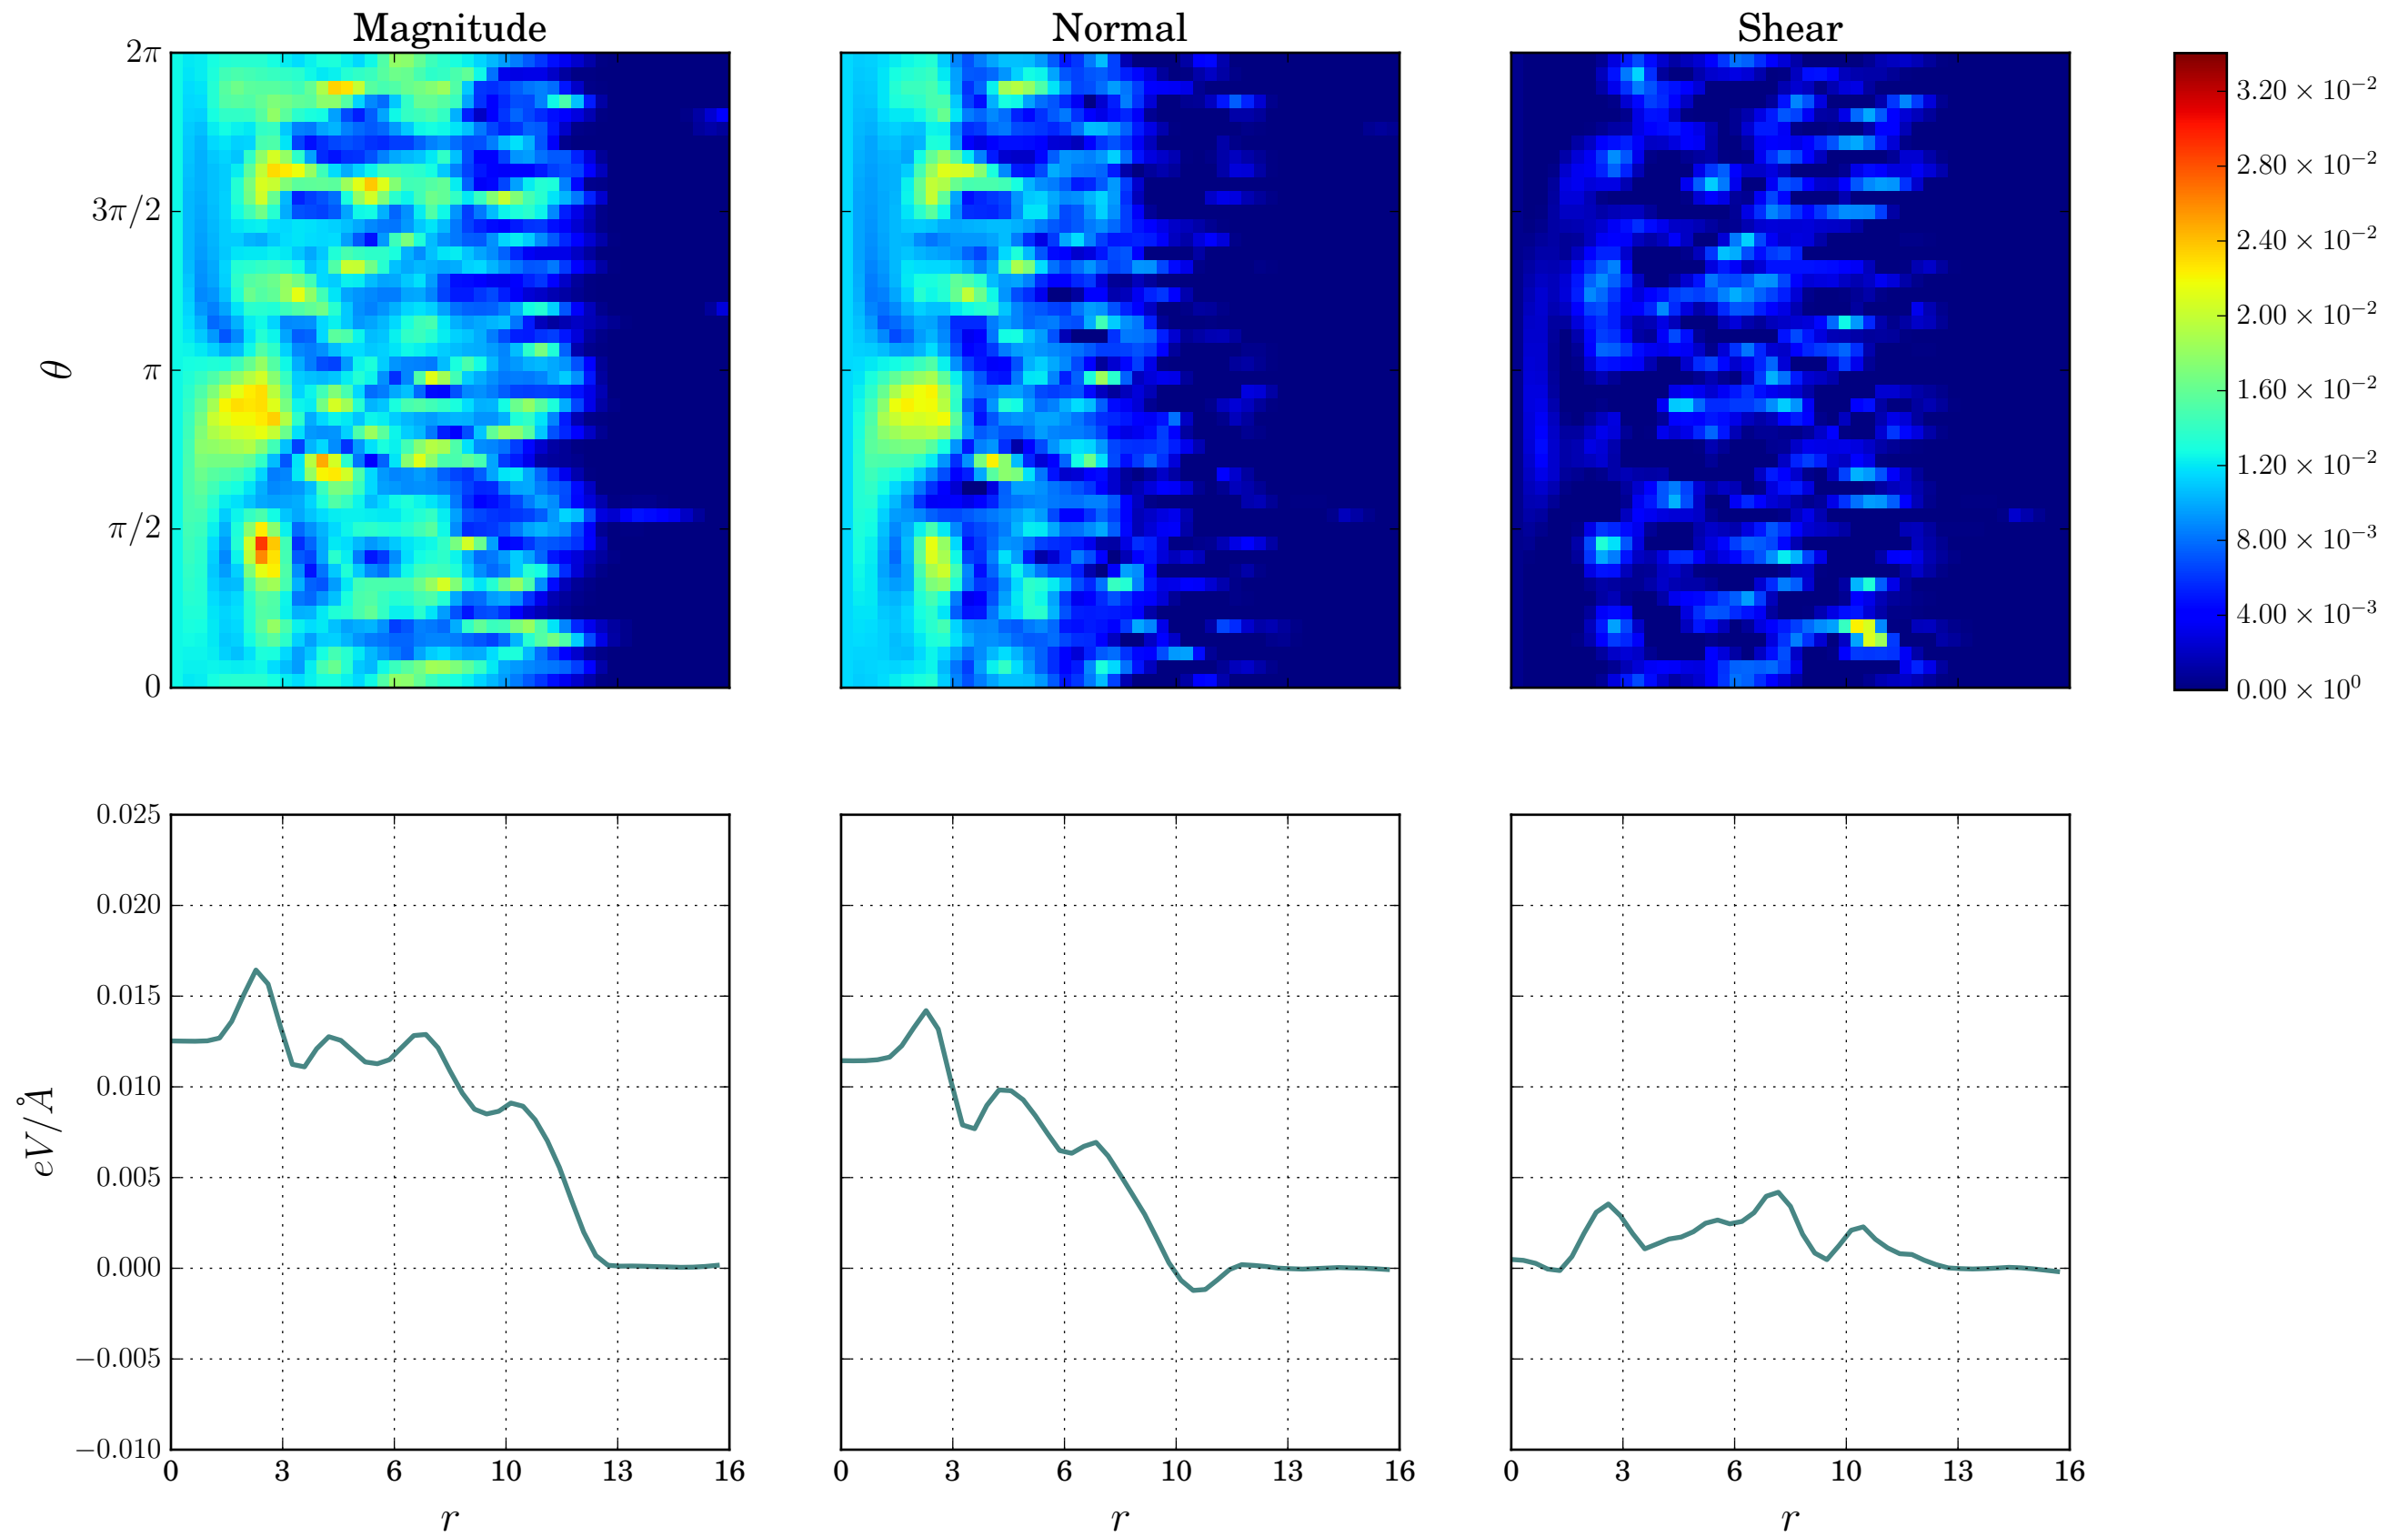 Magnitude Normal Shear
2π
3π/2
π
π/2
0
θ
3.20 × 10⁻²
2.80 × 10⁻²
2.40 × 10⁻²
2.00 × 10⁻²
1.60 × 10⁻²
1.20 × 10⁻²
8.00 × 10⁻³
4.00 × 10⁻³
0.00 × 10⁰
0.025
0.020
0.015
0.010
0.005
0.000
−0.005
−0.010
eV/Å
0 3 6 10 13 16 0 3 6 10 13 16 0 3 6 10 13 16
r r r